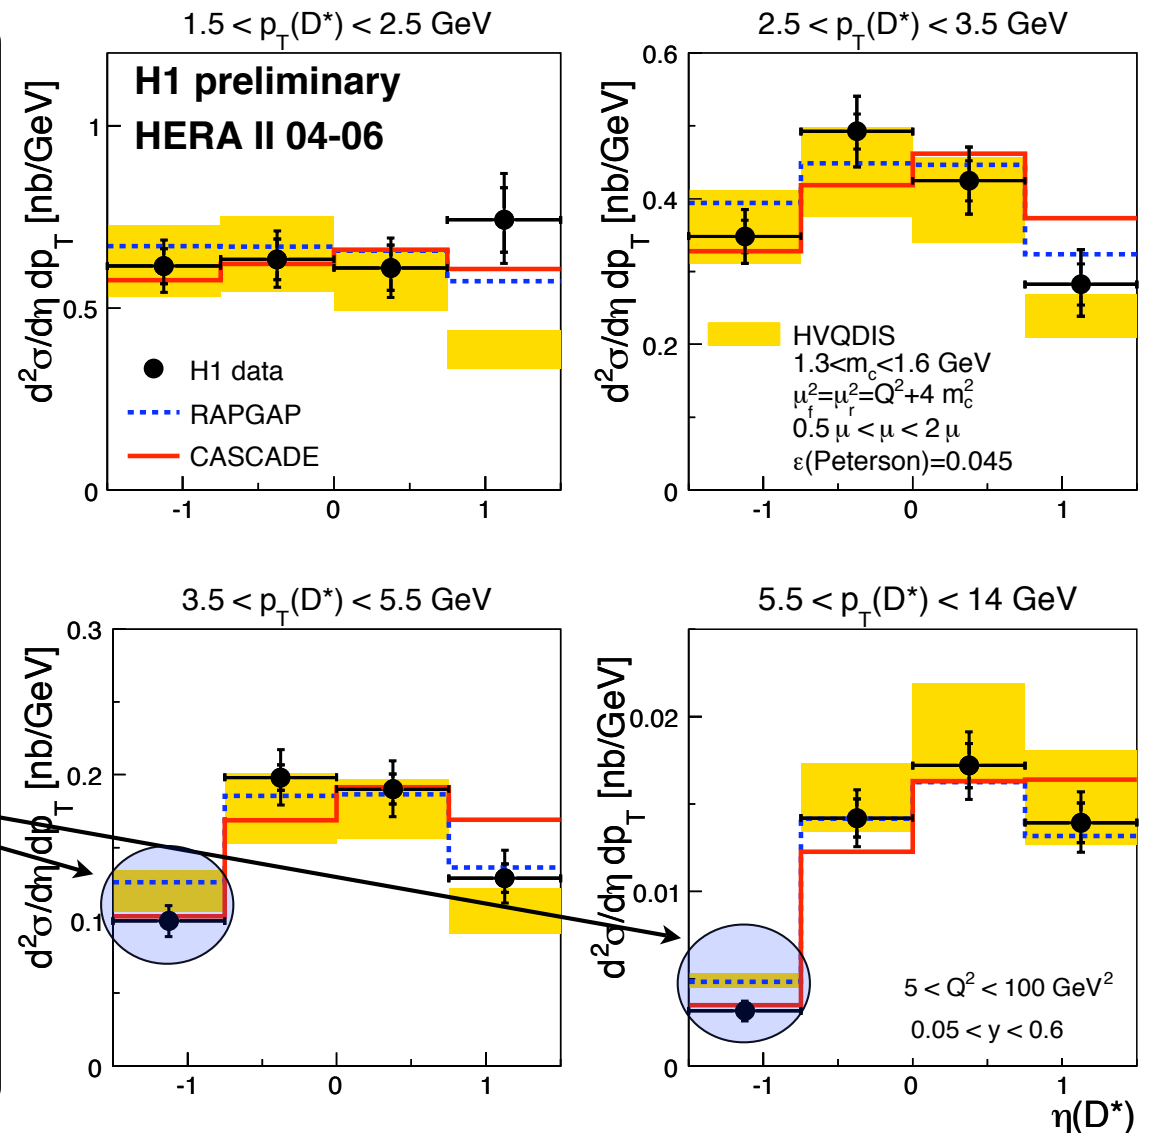 1.5 < p_T(D*) < 2.5 GeV
d²σ/dη dp_T [nb/GeV]
H1 preliminary
HERA II 04-06
1
0.5
0
H1 data
RAPGAP
CASCADE
-1 0 1
2.5 < p_T(D*) < 3.5 GeV
d²σ/dη dp_T [nb/GeV]
0.6
0.4
0.2
0
HVQDIS
1.3<m_c<1.6 GeV
μ_f²=μ_r²=Q²+4 m_c²
0.5 μ < μ < 2 μ
ε(Peterson)=0.045
-1 0 1
3.5 < p_T(D*) < 5.5 GeV
d²σ/dη dp_T [nb/GeV]
0.3
0.2
0.1
0
-1 0 1
5.5 < p_T(D*) < 14 GeV
d²σ/dη dp_T [nb/GeV]
0.02
0.01
0
5 < Q² < 100 GeV²
0.05 < y < 0.6
-1 0 1
η(D*)